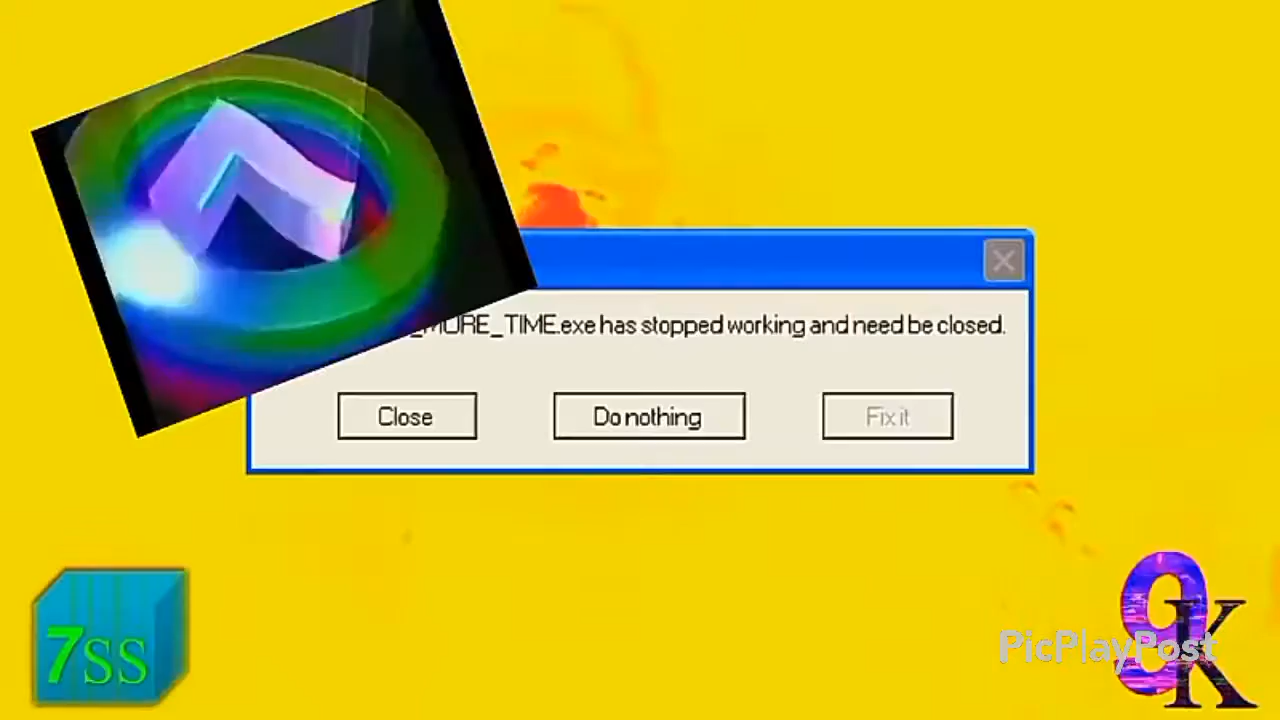 _MORE_TIME.exe has stopped working and need be closed.
Close
Do nothing
Fix it
7SS
9K
PicPlayPost